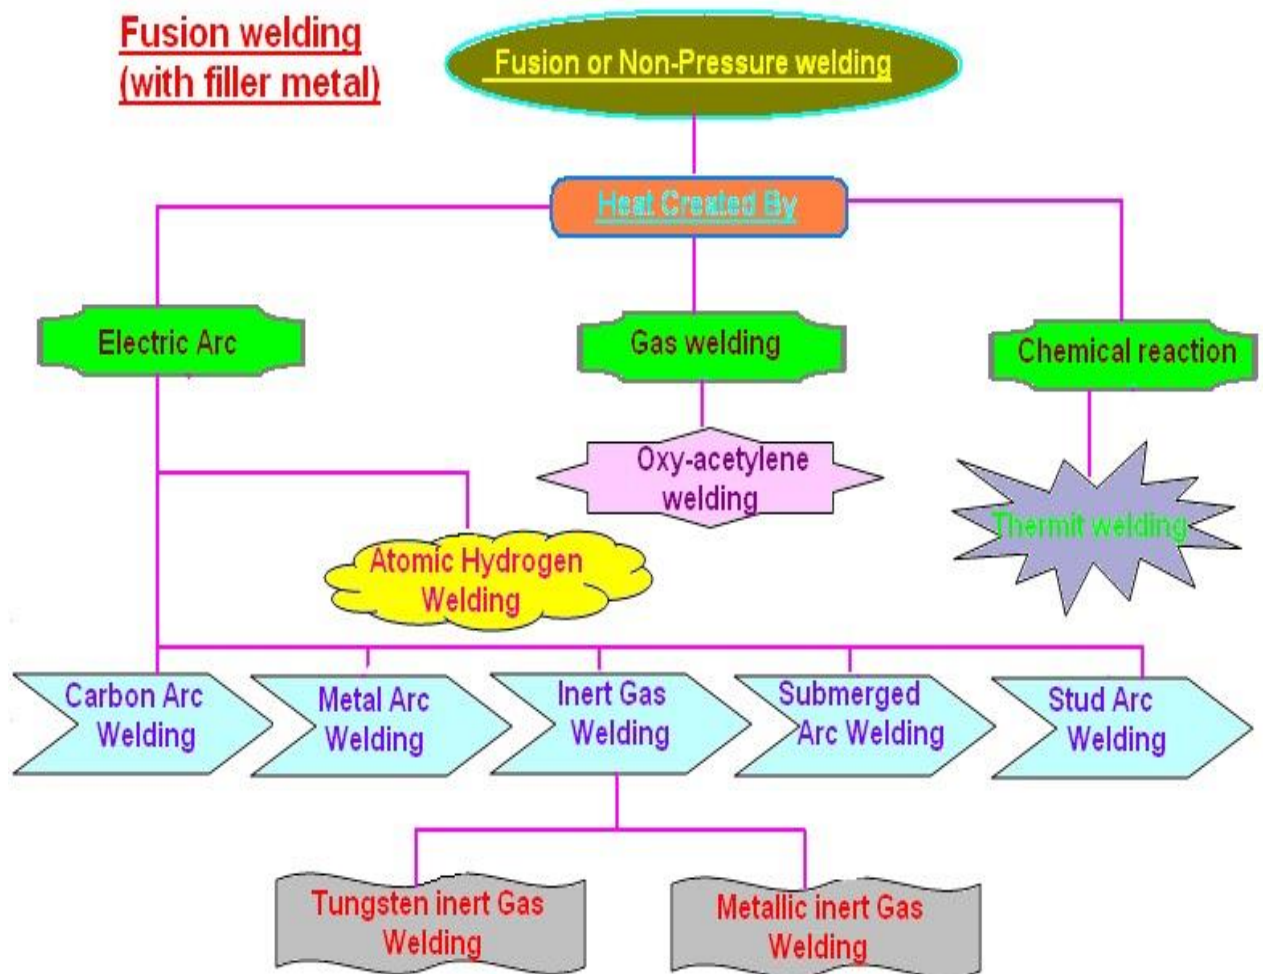 Fusion welding
(with filler metal)
Fusion or Non-Pressure welding
Heat Created By
Electric Arc
Gas welding
Chemical reaction
Oxy-acetylene
welding
Thermit welding
Atomic Hydrogen
Welding
Carbon Arc
Welding
Metal Arc
Welding
Inert Gas
Welding
Submerged
Arc Welding
Stud Arc
Welding
Tungsten inert Gas
Welding
Metallic inert Gas
Welding